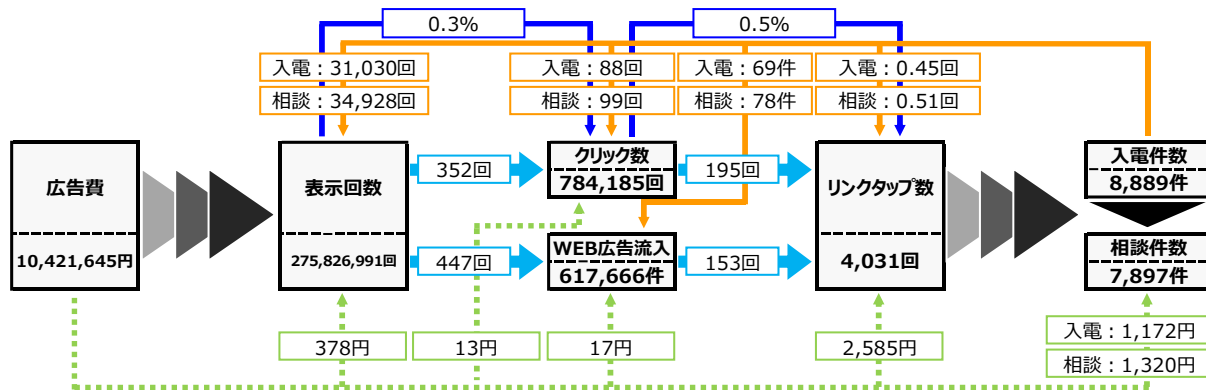 0.3%
0.5%
入電：31,030回
相談：34,928回
入電：88回
相談：99回
入電：69件
相談：78件
入電：0.45回
相談：0.51回
広告費
10,421,645円
表示回数
275,826,991回
352回
447回
クリック数
784,185回
WEB広告流入
617,666件
195回
153回
リンクタップ数
4,031回
入電件数
8,889件
相談件数
7,897件
378円
13円
17円
2,585円
入電：1,172円
相談：1,320円